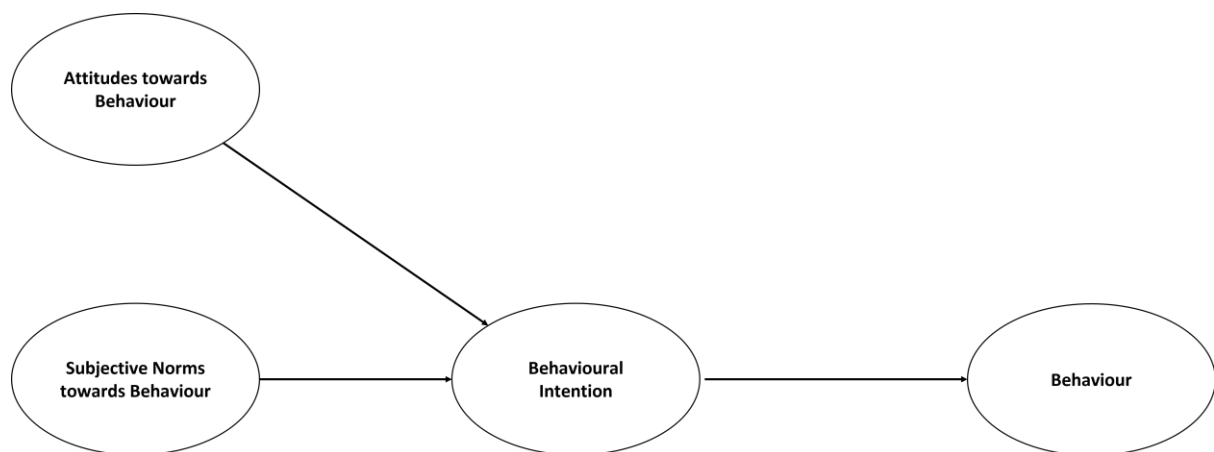 Attitudes towards
Behaviour
Subjective Norms
towards Behaviour
Behavioural
Intention
Behaviour